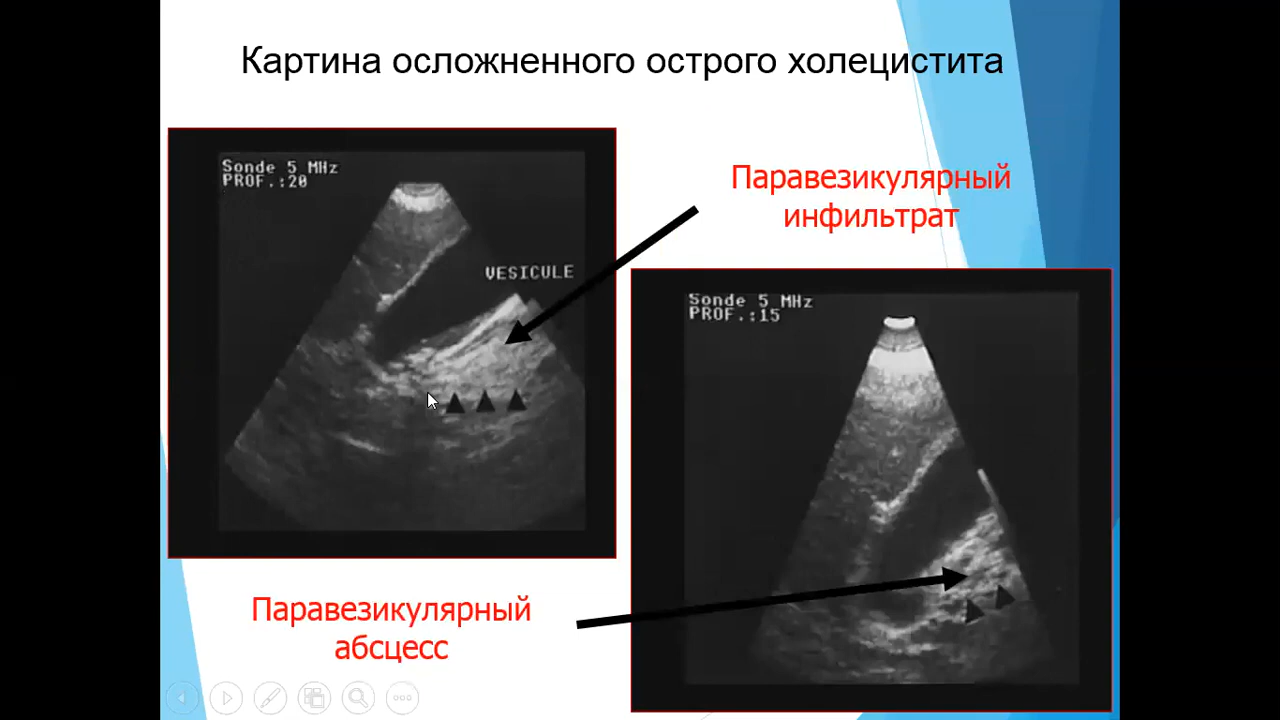 Картина осложненного острого холецистита
Sonde 5 MHz
PROF.:20
VESICULE
Паравезикулярный
инфильтрат
Sonde 5 MHz
PROF.:15
Паравезикулярный
абсцесс